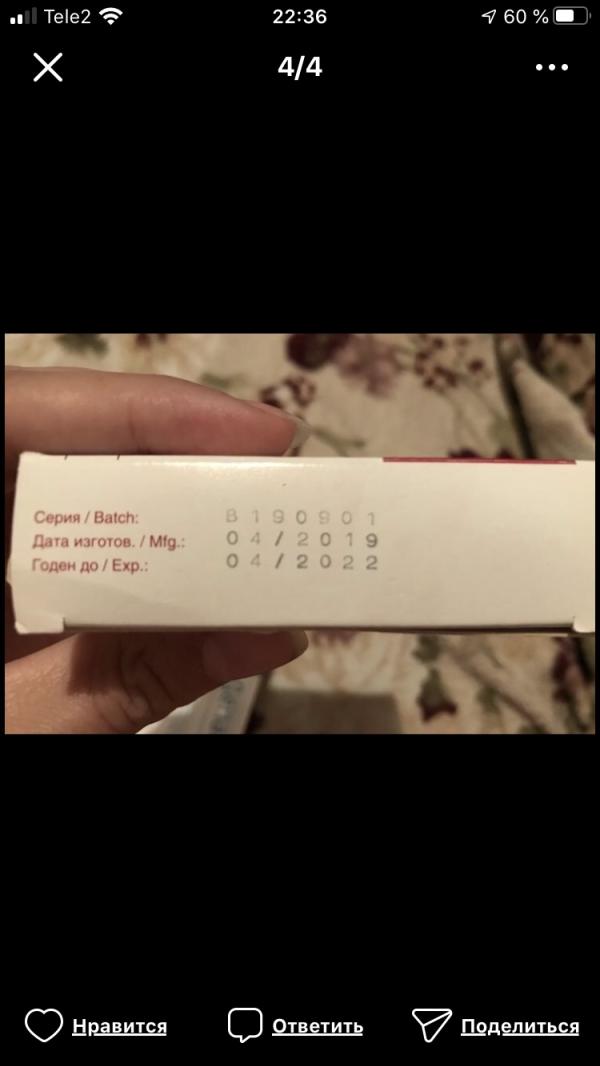 Tele2 22:36 60 %
4/4
Серия / Batch: B190901
Дата изготов. / Mfg.: 04/2019
Годен до / Exp.: 04/2022
Нравится Ответить Поделиться